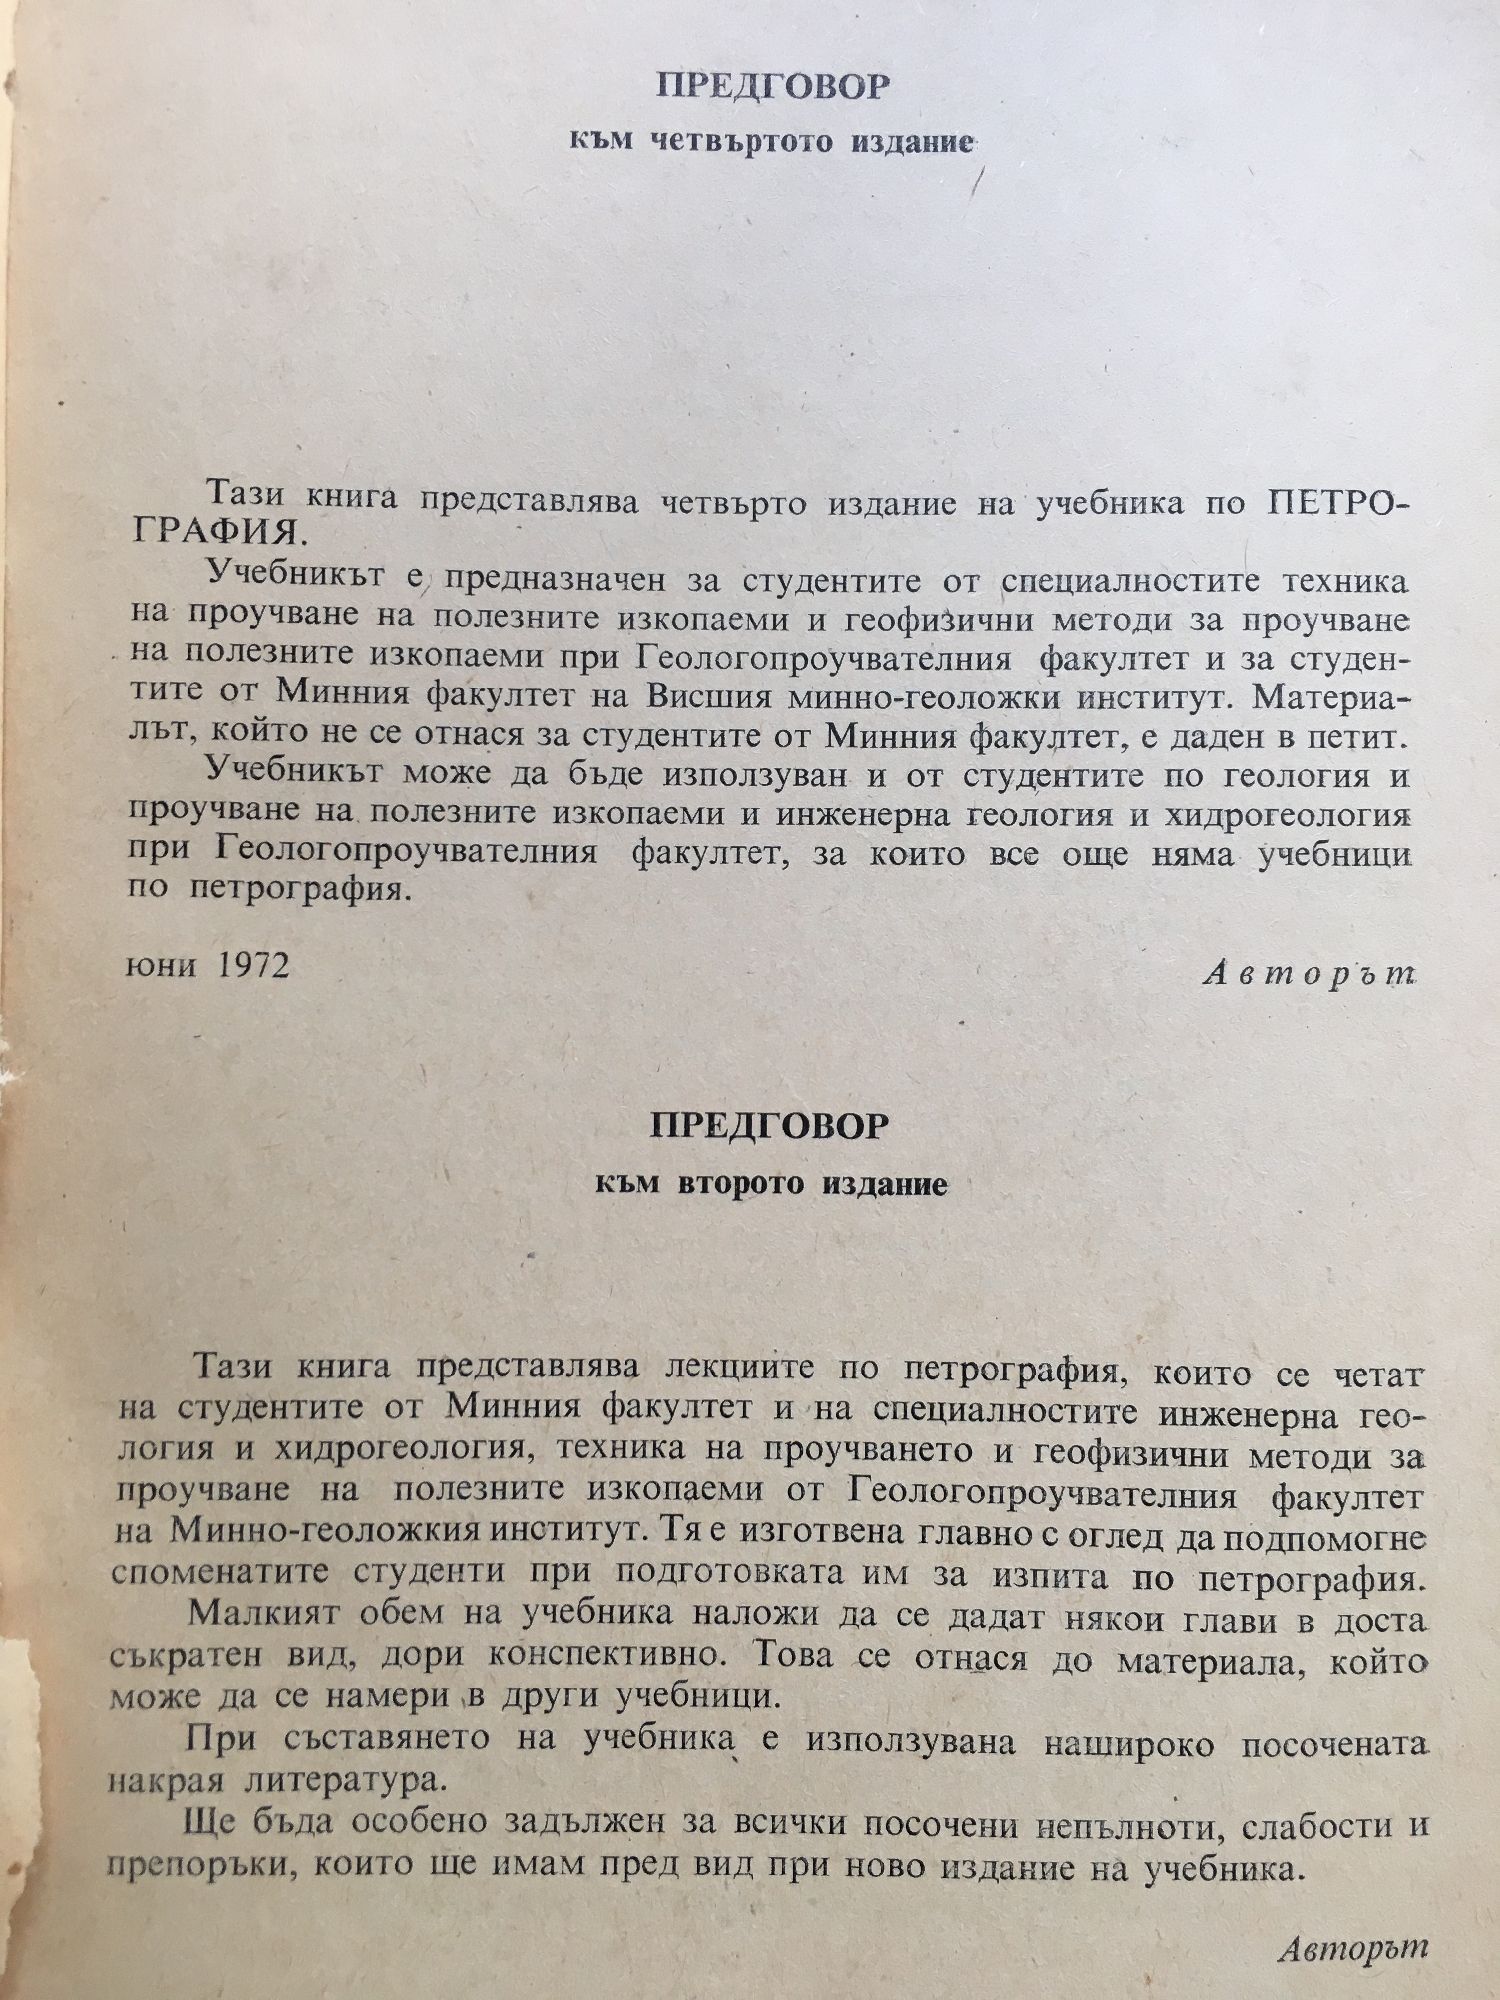 ПРЕДГОВОР
към четвъртото издание
Тази книга представлява четвърто издание на учебника по ПЕТРО-
ГРАФИЯ.
Учебникът е предназначен за студентите от специалностите техника
на проучване на полезните изкопаеми и геофизични методи за проучване
на полезните изкопаеми при Геологопроучвателния факултет и за студен-
тите от Минния факултет на Висшия минно-геоложки институт. Материа-
лът, който не се отнася за студентите от Минния факултет, е даден в петит.
Учебникът може да бъде използуван и от студентите по геология и
проучване на полезните изкопаеми и инженерна геология и хидрогеология
при Геологопроучвателния факултет, за които все още няма учебници
по петрография.
юни 1972 Авторът
ПРЕДГОВОР
към второто издание
Тази книга представлява лекциите по петрография, които се четат
на студентите от Минния факултет и на специалностите инженерна гео-
логия и хидрогеология, техника на проучването и геофизични методи за
проучване на полезните изкопаеми от Геологопроучвателния факултет
на Минно-геоложкия институт. Тя е изготвена главно с оглед да подпомогне
споменатите студенти при подготовката им за изпита по петрография.
Малкият обем на учебника наложи да се дадат някои глави в доста
съкратен вид, дори конспективно. Това се отнася до материала, който
може да се намери в други учебници.
При съставянето на учебника е използувана нашироко посочената
накрая литература.
Ще бъда особено задължен за всички посочени непълноти, слабости и
препоръки, които ще имам пред вид при ново издание на учебника.
Авторът